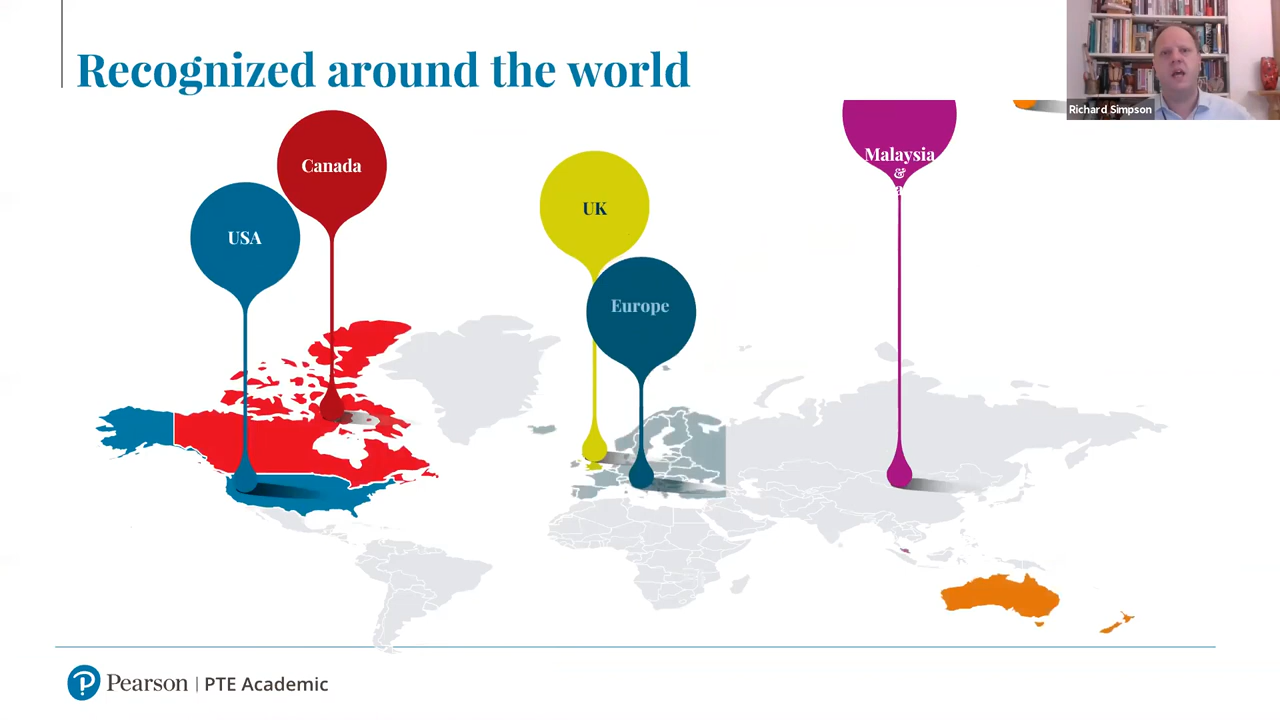 Recognized around the world
Richard Simpson
Canada
Malaysia
&
UK
USA
Europe
Pearson | PTE Academic